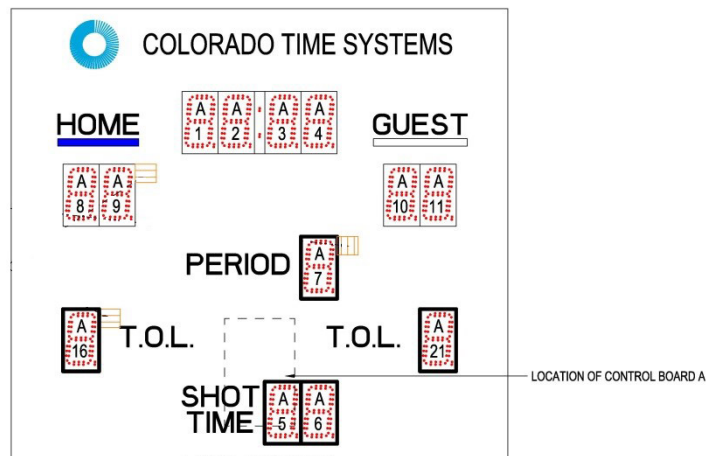 COLORADO TIME SYSTEMS
HOME
A A : A A
1 2 3 4
GUEST
A A
8 9
A A
10 11
PERIOD
A
7
A
16
T.O.L.
T.O.L.
A
21
LOCATION OF CONTROL BOARD A
SHOT
TIME
A A
5 6